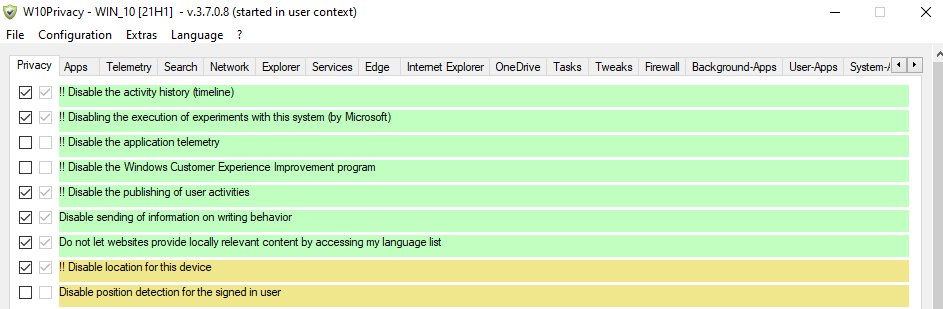 W10Privacy - WIN_10 [21H1] - v.3.7.0.8 (started in user context)
File Configuration Extras Language ?
Privacy Apps Telemetry Search Network Explorer Services Edge Internet Explorer OneDrive Tasks Tweaks Firewall Background-Apps User-Apps System-A
!! Disable the activity history (timeline)
!! Disabling the execution of experiments with this system (by Microsoft)
!! Disable the application telemetry
!! Disable the Windows Customer Experience Improvement program
!! Disable the publishing of user activities
Disable sending of information on writing behavior
Do not let websites provide locally relevant content by accessing my language list
!! Disable location for this device
Disable position detection for the signed in user